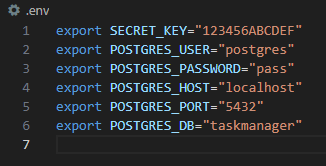 .env
1 export SECRET_KEY="123456ABCDEF"
2 export POSTGRES_USER="postgres"
3 export POSTGRES_PASSWORD="pass"
4 export POSTGRES_HOST="localhost"
5 export POSTGRES_PORT="5432"
6 export POSTGRES_DB="taskmanager"
7